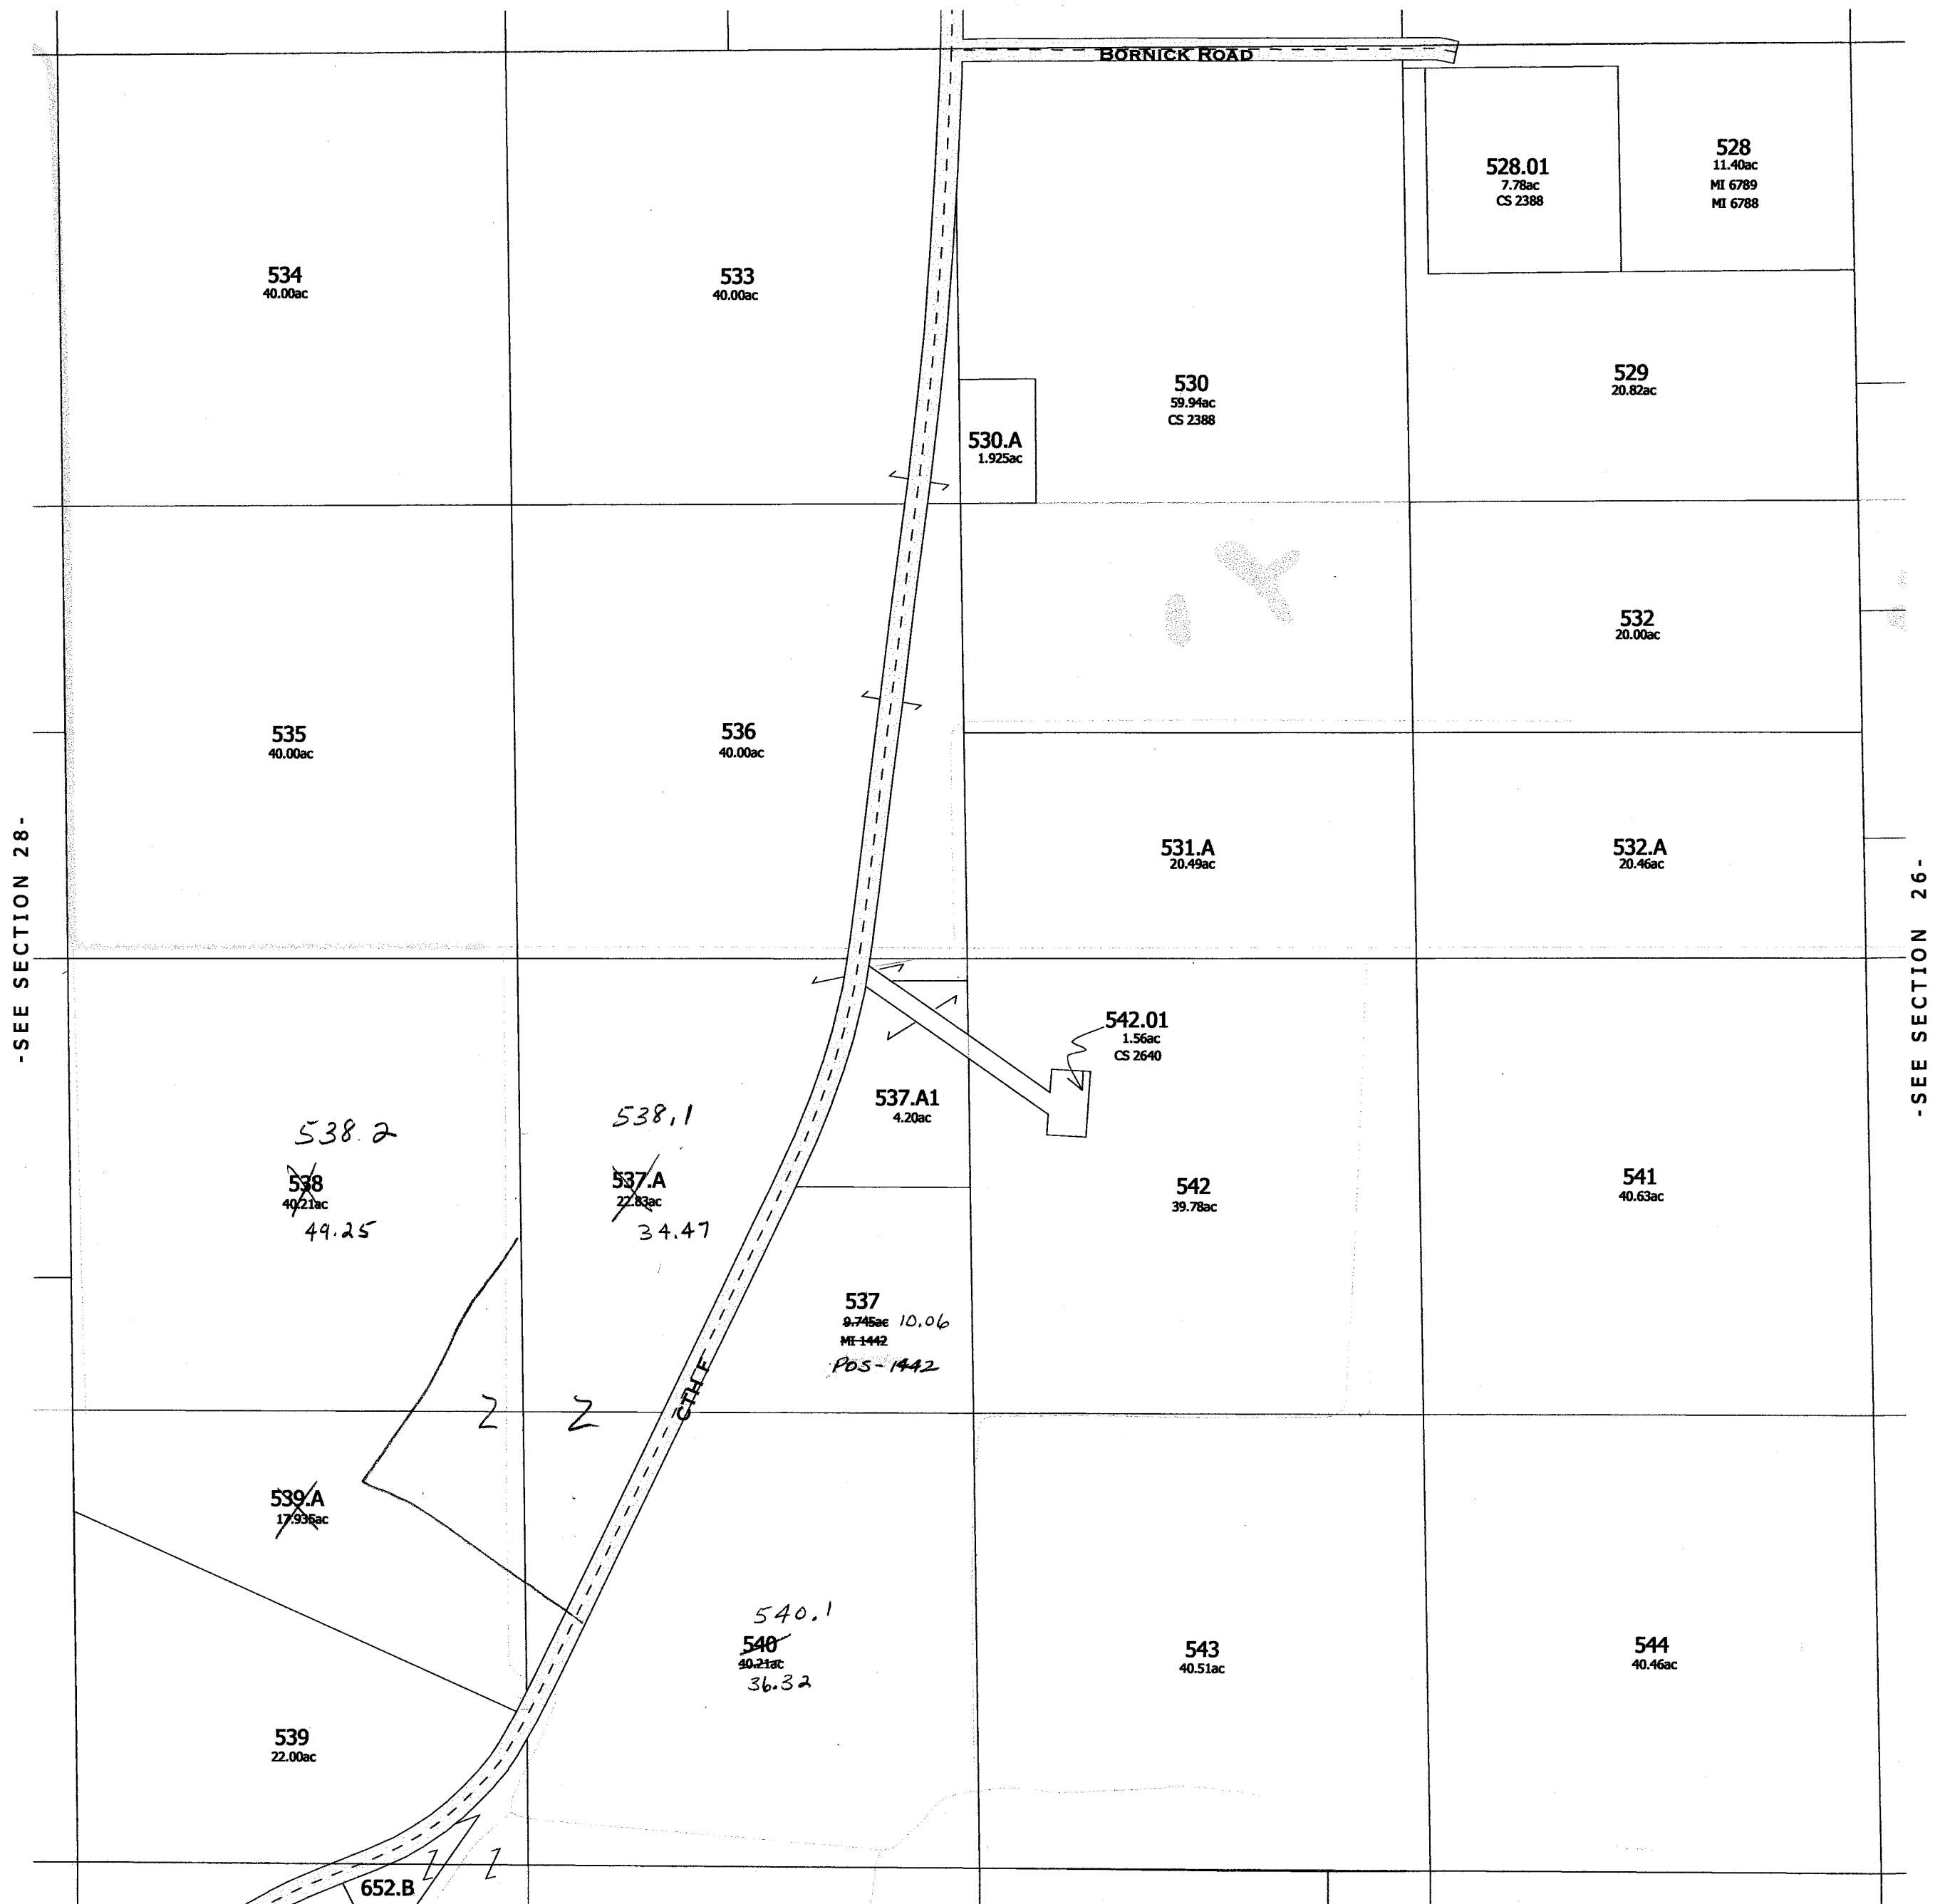 BORNICK ROAD
528.01
7.78ac
CS 2388
528
11.40ac
MI 6789
MI 6788
534
40.00ac
533
40.00ac
530
59.94ac
CS 2388
529
20.82ac
530.A
1.925ac
532
20.00ac
535
40.00ac
536
40.00ac
531.A
20.49ac
532.A
20.46ac
-SEE SECTION 28-
-SEE SECTION 26-
542.01
1.56ac
CS 2640
537.A1
4.20ac
538.2
538
40.21ac
49.25
538.1
537.A
22.83ac
34.47
542
39.78ac
541
40.63ac
537
9.745ac 10.06
MI 1442
POS-1442
CTH F
Z Z
539.A
17.935ac
540.1
540
40.21ac
36.32
543
40.51ac
544
40.46ac
539
22.00ac
Z Z
652.B